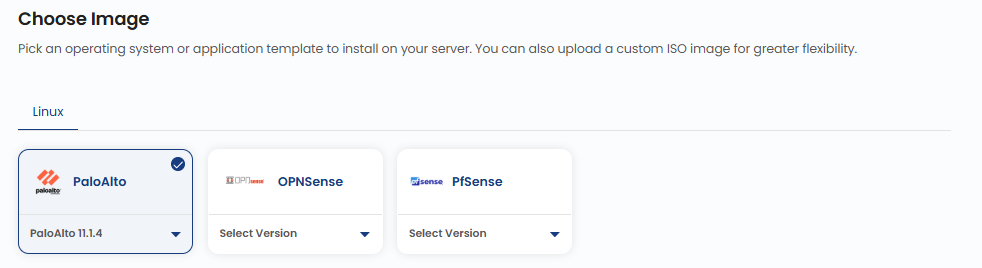 Choose Image
Pick an operating system or application template to install on your server. You can also upload a custom ISO image for greater flexibility.
Linux
paloalto
PaloAlto
OPNsense
OPNSense
pfsense
PfSense
PaloAlto 11.1.4
Select Version
Select Version